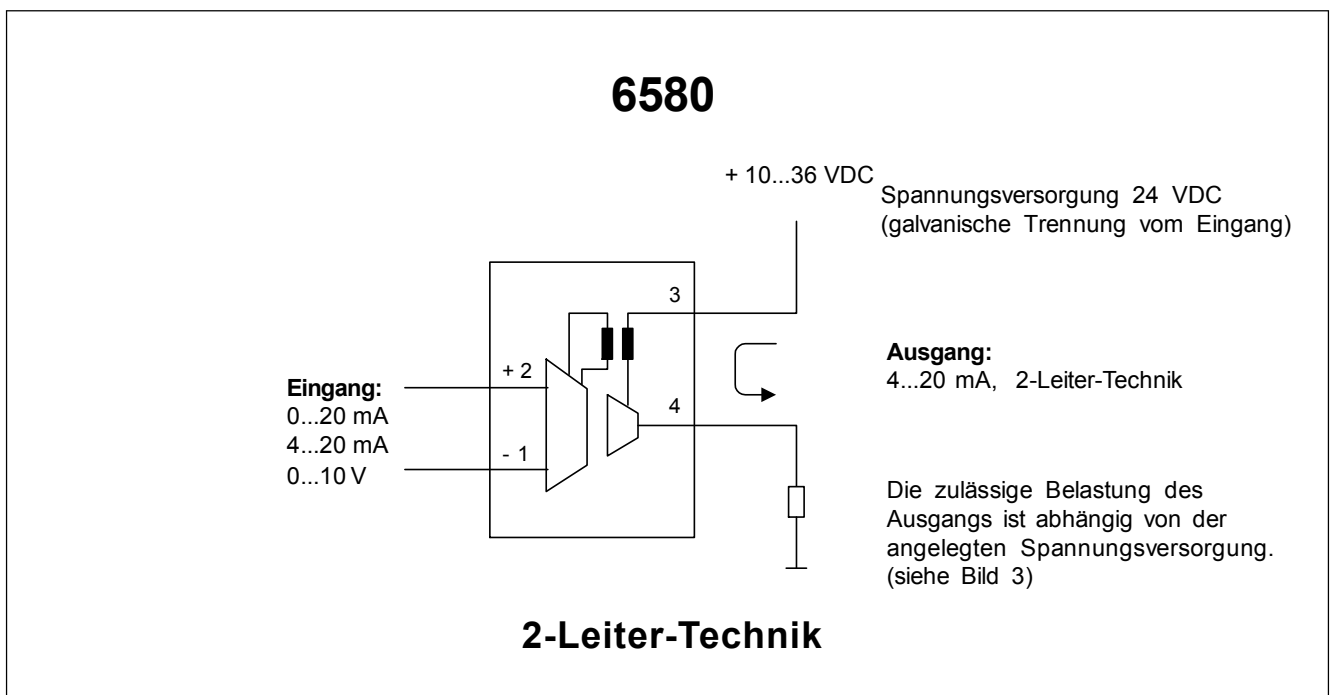 6580
+ 10...36 VDC
Spannungsversorgung 24 VDC
(galvanische Trennung vom Eingang)
3
+ 2
Eingang:
0...20 mA
4...20 mA
0...10 V
- 1
4
Ausgang:
4...20 mA, 2-Leiter-Technik
Die zulässige Belastung des
Ausgangs ist abhängig von der
angelegten Spannungsversorgung.
(siehe Bild 3)
2-Leiter-Technik